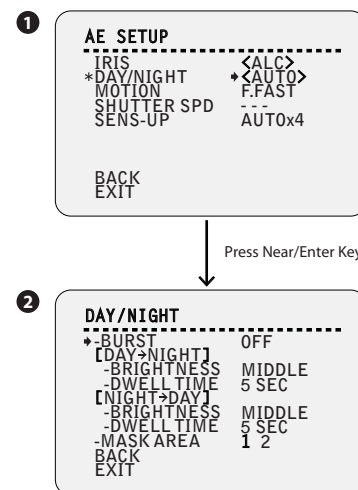 1
AE SETUP
IRIS <ALC>
*DAY/NIGHT <AUTO>
MOTION F.FAST
SHUTTER SPD ---
SENS-UP AUTOx4
BACK
EXIT
Press Near/Enter Key
2
DAY/NIGHT
-BURST OFF
[DAY→NIGHT]
-BRIGHTNESS MIDDLE
-DWELL TIME 5 SEC
[NIGHT→DAY]
-BRIGHTNESS MIDDLE
-DWELL TIME 5 SEC
-MASK AREA 1 2
BACK
EXIT